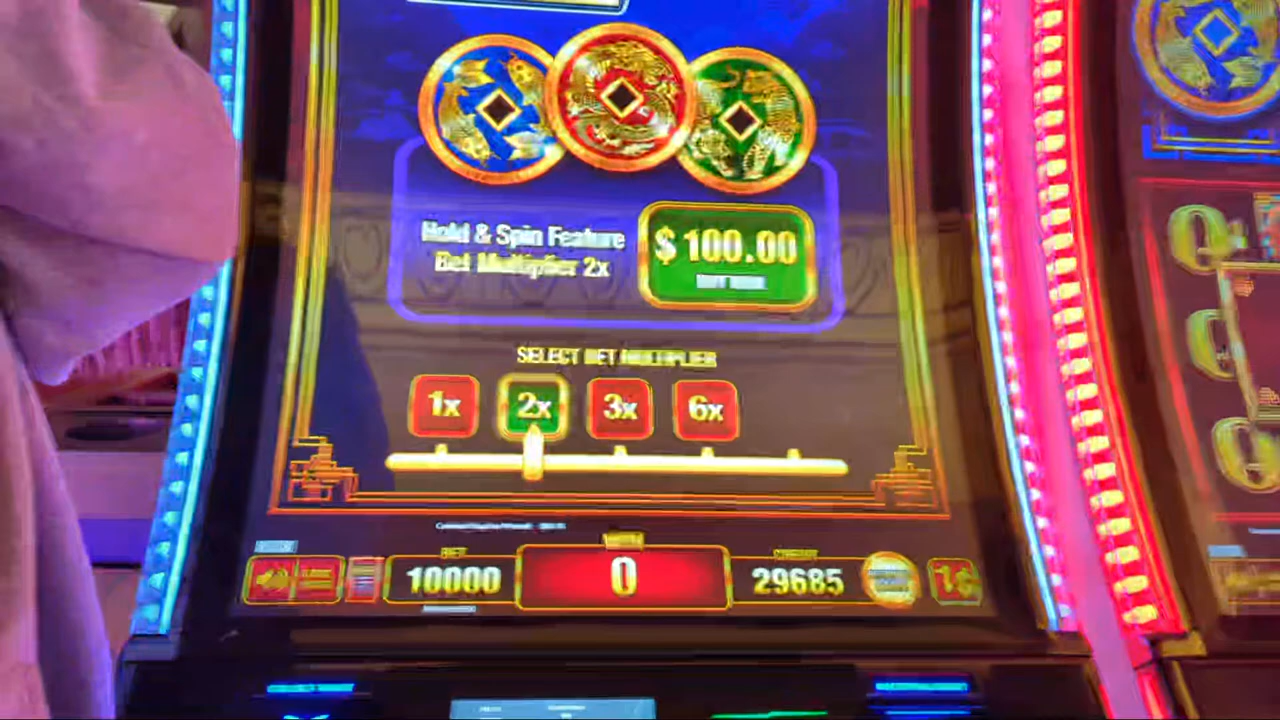 Hold & Spin Feature
Bet Multiplier 2x
$100.00
SELECT BET MULTIPLIER
1x
2x
3x
6x
BET
10000
0
CREDIT
29685
1¢